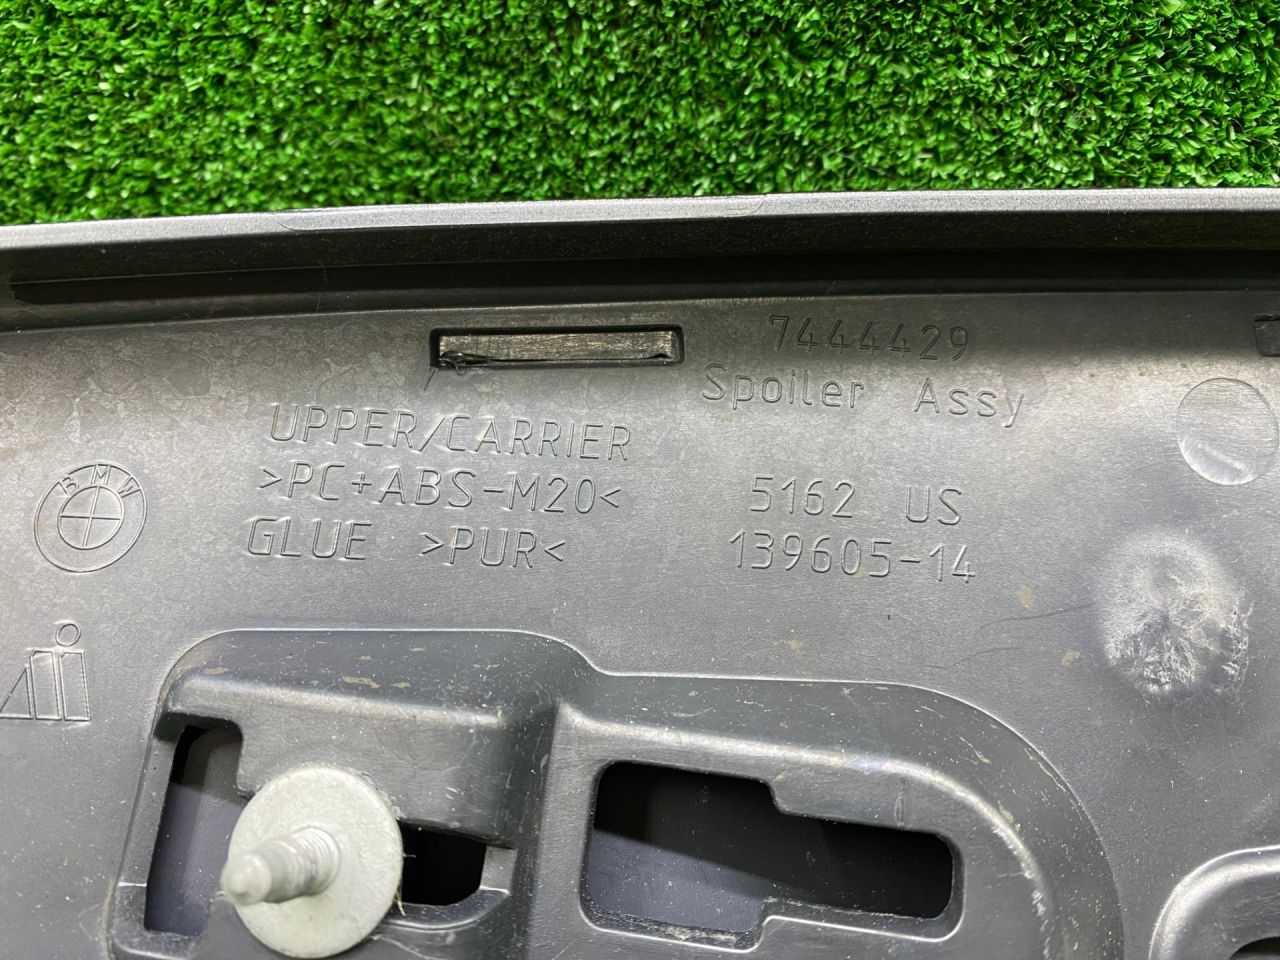 7444429
Spoiler Assy
UPPER/CARRIER
>PC+ABS-M20<
GLUE >PUR<
5162 US
139605-14
BMW